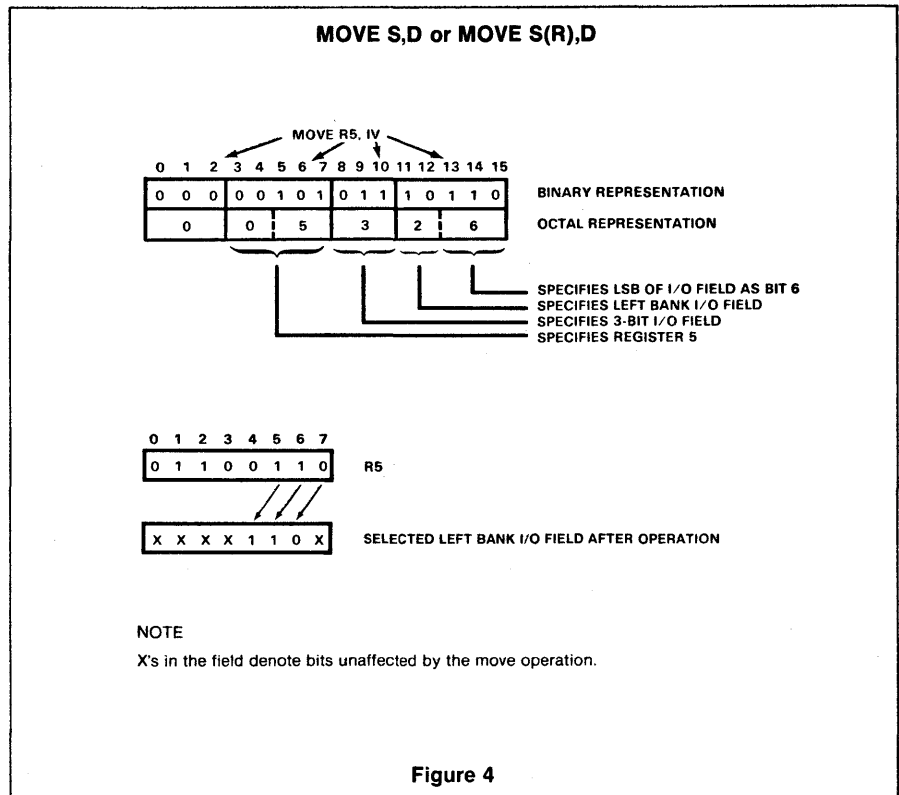 MOVE S,D or MOVE S(R),D
MOVE R5, IV
0 1 2 3 4 5 6 7 8 9 10 11 12 13 14 15
0 0 0 0 0 1 0 1 0 1 1 1 0 1 1 0 BINARY REPRESENTATION
0 0 5 3 2 6 OCTAL REPRESENTATION
SPECIFIES LSB OF I/O FIELD AS BIT 6
SPECIFIES LEFT BANK I/O FIELD
SPECIFIES 3-BIT I/O FIELD
SPECIFIES REGISTER 5
0 1 2 3 4 5 6 7
0 1 1 0 0 1 1 0 R5
X X X X 1 1 0 X SELECTED LEFT BANK I/O FIELD AFTER OPERATION
NOTE
X's in the field denote bits unaffected by the move operation.
Figure 4